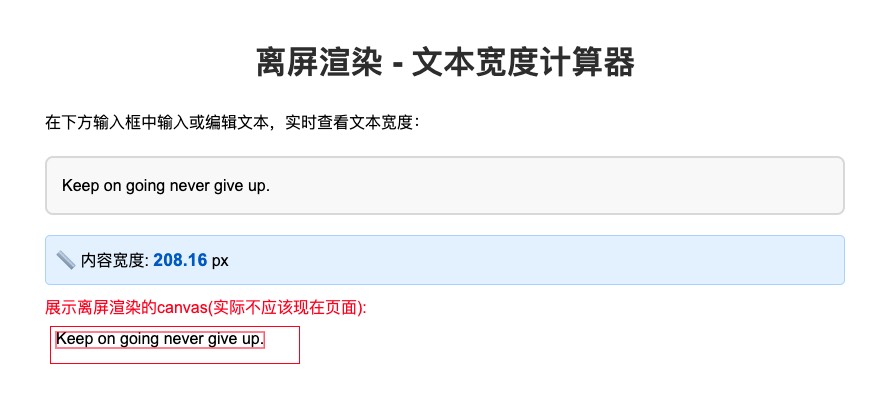 离屏渲染 - 文本宽度计算器
在下方输入框中输入或编辑文本，实时查看文本宽度：
Keep on going never give up.
📏 内容宽度: 208.16 px
展示离屏渲染的canvas(实际不应该现在页面):
Keep on going never give up.